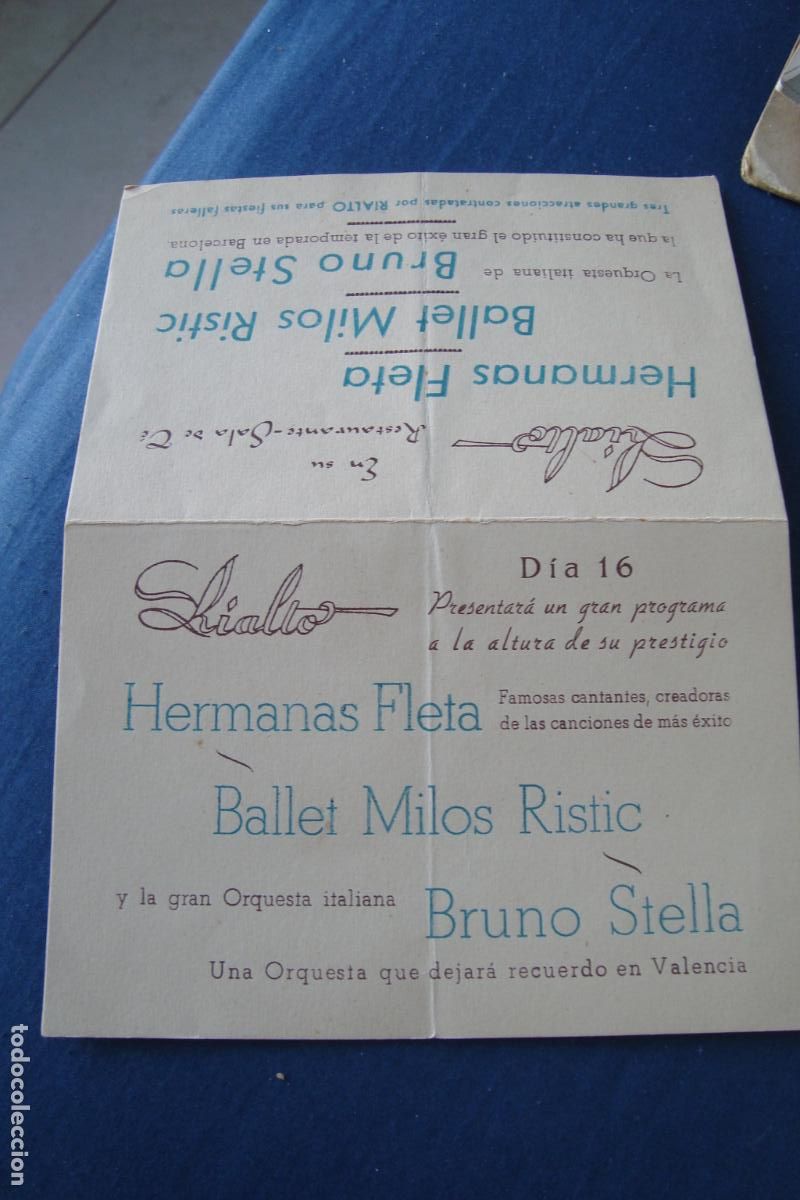 Rialto
En su
Restaurante-Sala de Té
Hermanas Fleta
Ballet Milos Ristic
La Orquesta italiana de Bruno Stella
la que ha constituido el gran éxito de la temporada en Barcelona
Tres grandes atracciones contratadas por RIALTO para sus fiestas falleras
Rialto
Día 16
Presentará un gran programa
a la altura de su prestigio
Hermanas Fleta
Famosas cantantes, creadoras
de las canciones de más éxito
Ballet Milos Ristic
y la gran Orquesta italiana Bruno Stella
Una Orquesta que dejará recuerdo en Valencia
todocoleccion